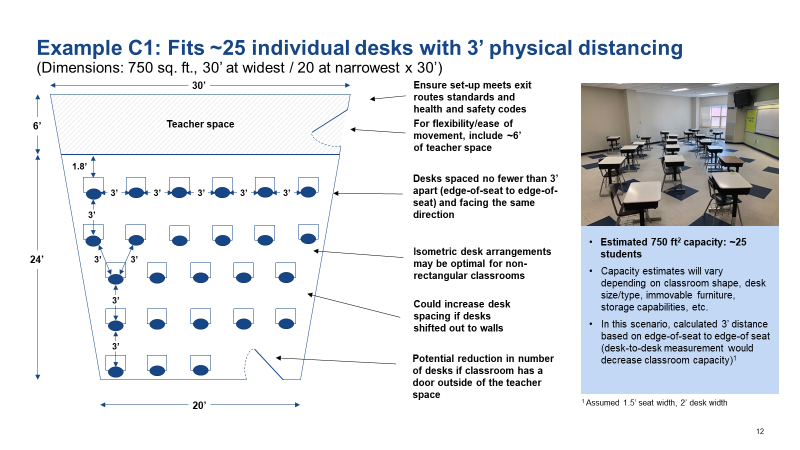 Example C1: Fits ~25 individual desks with 3’ physical distancing
(Dimensions: 750 sq. ft., 30’ at widest / 20 at narrowest x 30’)
30’
6’
Teacher space
1.8’
3’ 3’ 3’ 3’ 3’
3’
24’
3’ 3’
3’
3’
20’
Ensure set-up meets exit
routes standards and
health and safety codes
For flexibility/ease of
movement, include ~6’
of teacher space
Desks spaced no fewer than 3’
apart (edge-of-seat to edge-of-
seat) and facing the same
direction
Isometric desk arrangements
may be optimal for non-
rectangular classrooms
Could increase desk
spacing if desks
shifted out to walls
Potential reduction in number
of desks if classroom has a
door outside of the teacher
space
• Estimated 750 ft² capacity: ~25
students
• Capacity estimates will vary
depending on classroom shape, desk
size/type, immovable furniture,
storage capabilities, etc.
• In this scenario, calculated 3’ distance
based on edge-of-seat to edge of seat
(desk-to-desk measurement would
decrease classroom capacity)¹
¹ Assumed 1.5’ seat width, 2’ desk width
12